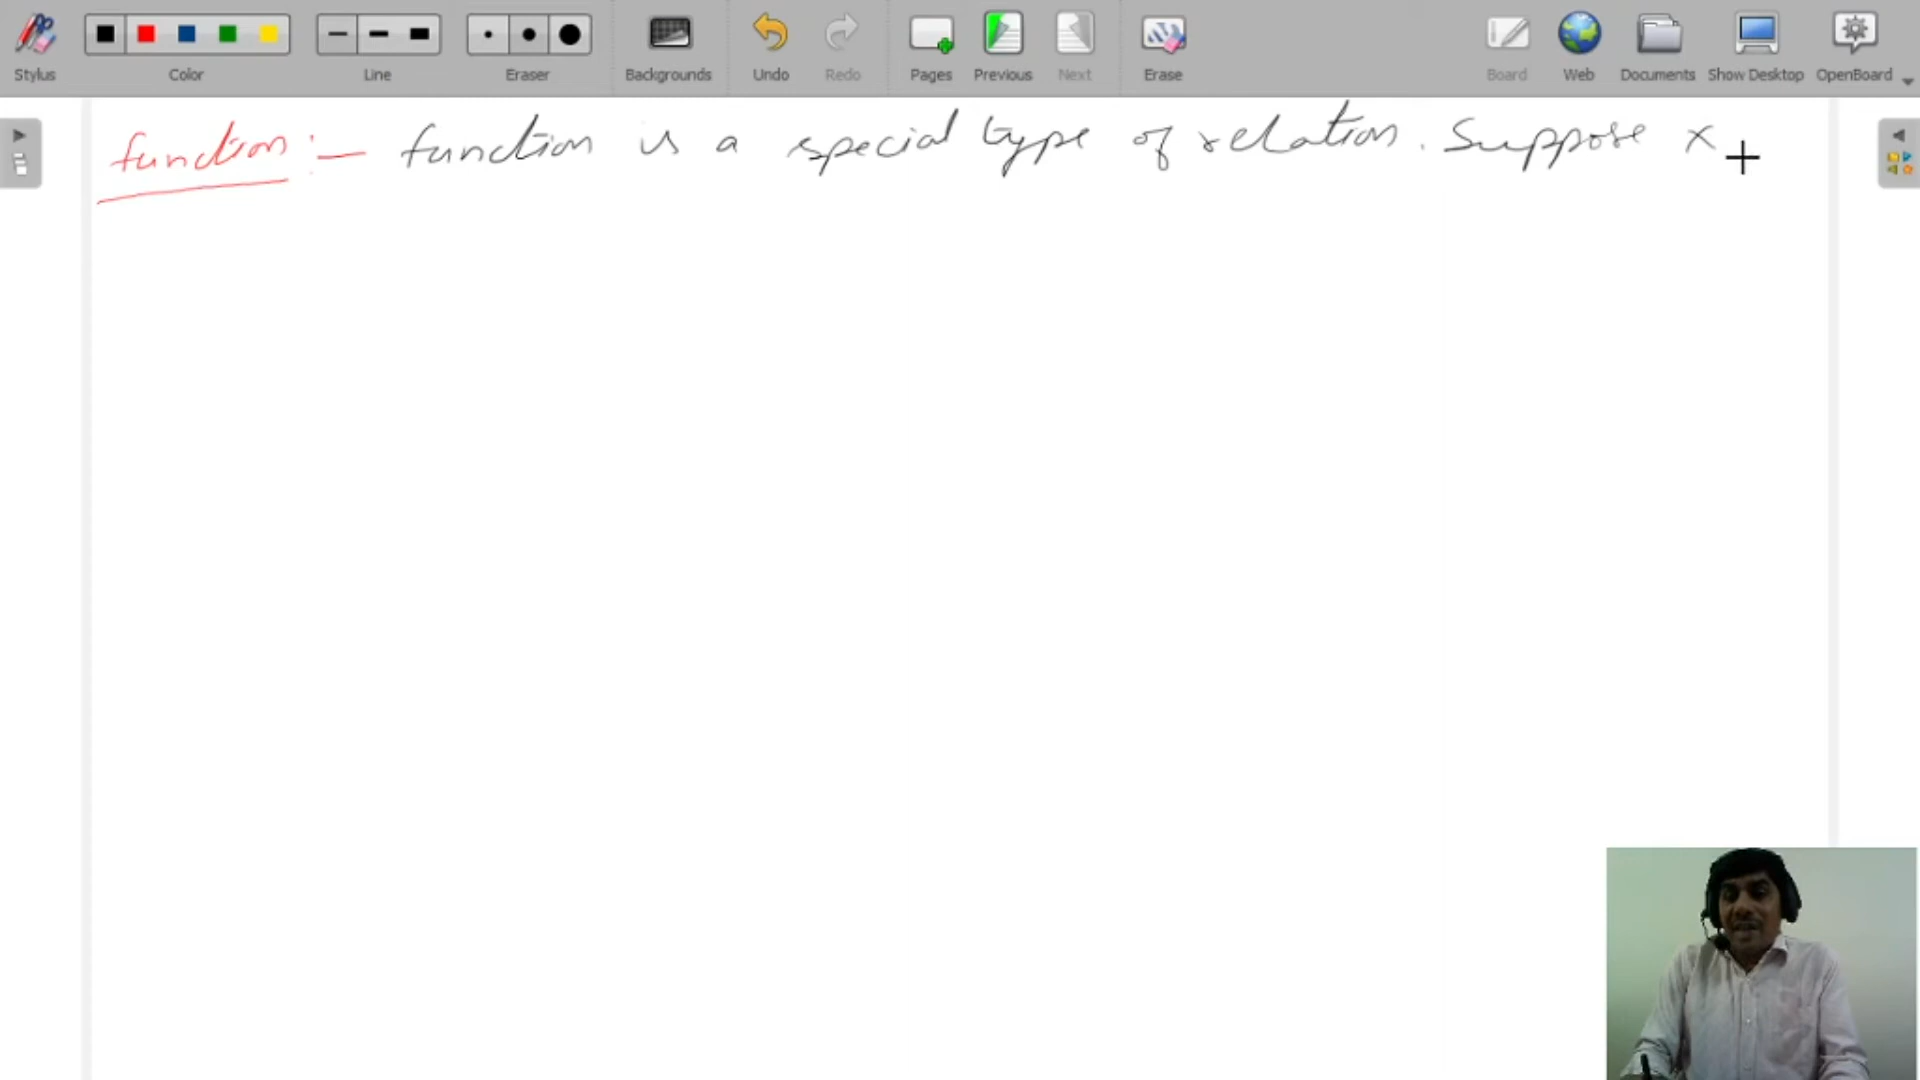 Stylus Color Line Eraser Backgrounds Undo Redo Pages Previous Next Erase Board Web Documents Show Desktop OpenBoard
function :- function is a special type of relation. Suppose x